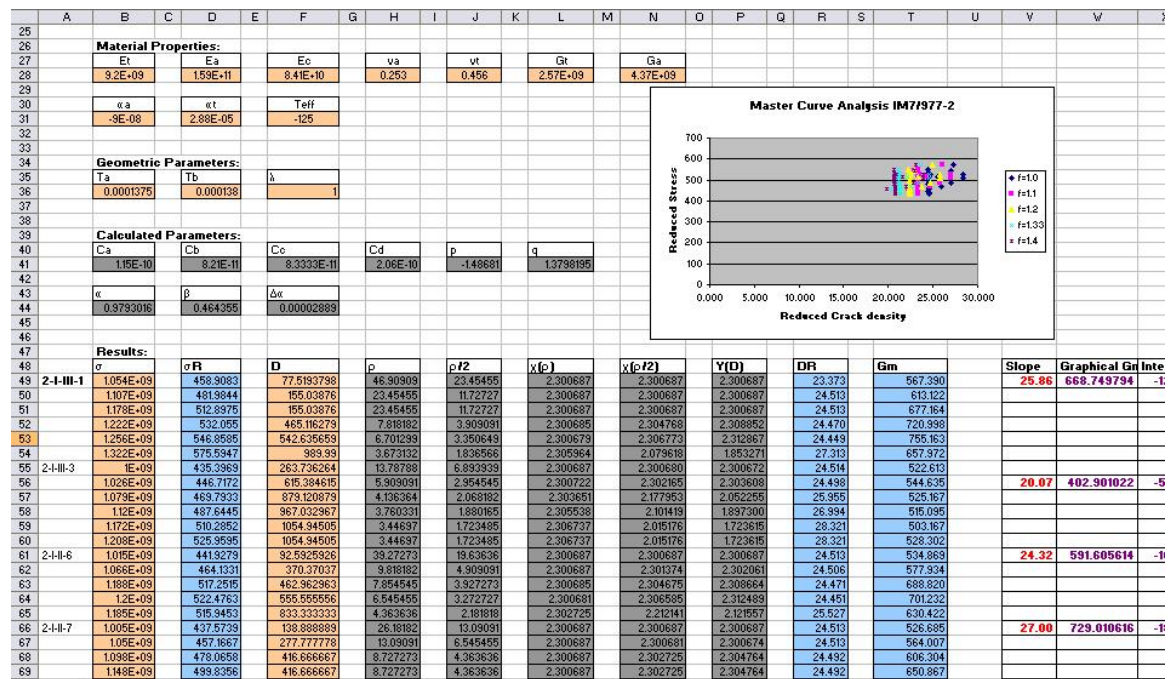 A B C D E F G H I J K L M N O P Q R S T U V W X
25
26 Material Properties:
27 Et Ea Ec va vt Gt Ga
28 9.2E+09 1.59E+11 8.41E+10 0.253 0.456 2.57E+09 4.37E+09
29
30 αa αt Teff
31 -9E-08 2.88E-05 -125
32
33
34 Geometric Parameters:
35 Ta Tb λ
36 0.0001375 0.000138 1
37
38
39 Calculated Parameters:
40 Ca Cb Cc Cd p q
41 1.15E-10 8.21E-11 8.3333E-11 2.06E-10 -1.48681 1.3798195
42
43 α β Δα
44 0.9793016 0.464355 0.00002889
45
46
Master Curve Analysis IM7/977-2
Reduced Stress
700
600
500
400
300
200
100
0
0.000 5.000 10.000 15.000 20.000 25.000 30.000
Reduced Crack density
f=1.0
f=1.1
f=1.2
f=1.33
f=1.4
47 Results:
48 σ σR D ρ ρ/2 χ(ρ) χ(ρ/2) Y(D) DR Gm Slope Graphical Gm Inte
49 2-I-III-1 1.054E+09 458.9083 77.5193798 46.90909 23.45455 2.300687 2.300687 2.300687 23.373 567.390 25.86 668.749794
50 1.107E+09 481.9844 155.03876 23.45455 11.72727 2.300687 2.300687 2.300687 24.513 613.122
51 1.178E+09 512.8975 155.03876 23.45455 11.72727 2.300687 2.300687 2.300687 24.513 677.164
52 1.222E+09 532.055 465.116279 7.818182 3.909091 2.300685 2.304768 2.308852 24.470 720.998
53 1.256E+09 546.8585 542.635659 6.701299 3.350649 2.300679 2.306773 2.312867 24.449 755.163
54 1.322E+09 575.5947 989.99 3.673132 1.836566 2.305964 2.079618 1.853271 27.313 657.972
55 2-I-III-3 1E+09 435.3969 263.736264 13.78788 6.893939 2.300687 2.300680 2.300672 24.514 522.613
56 1.026E+09 446.7172 615.384615 5.909091 2.954545 2.300722 2.302165 2.303608 24.498 544.635 20.07 402.901022 -5
57 1.079E+09 469.7933 879.120879 4.136364 2.068182 2.303651 2.177953 2.052255 25.955 525.167
58 1.12E+09 487.6445 967.032967 3.760331 1.880165 2.305538 2.101419 1.897300 26.994 515.095
59 1.172E+09 510.2852 1054.94505 3.44697 1.723485 2.306737 2.015176 1.723615 28.321 503.167
60 1.208E+09 525.9595 1054.94505 3.44697 1.723485 2.306737 2.015176 1.723615 28.321 528.302
61 2-I-II-6 1.015E+09 441.9279 92.5925926 39.27273 19.63636 2.300687 2.300687 2.300687 24.513 534.869 24.32 591.605614
62 1.066E+09 464.1331 370.37037 9.818182 4.909091 2.300687 2.301374 2.302061 24.506 577.934
63 1.188E+09 517.2515 462.962963 7.854545 3.927273 2.300685 2.304675 2.308664 24.471 688.820
64 1.2E+09 522.4763 555.555556 6.545455 3.272727 2.300681 2.306585 2.312489 24.451 701.232
65 1.185E+09 515.9453 833.333333 4.363636 2.181818 2.302725 2.212141 2.121557 25.527 630.422
66 2-I-II-7 1.005E+09 437.5739 138.888889 26.18182 13.09091 2.300687 2.300687 2.300687 24.513 526.685 27.00 729.010616
67 1.05E+09 457.1667 277.777778 13.09091 6.545455 2.300687 2.300681 2.300674 24.513 564.007
68 1.098E+09 478.0658 416.666667 8.727273 4.363636 2.300687 2.302725 2.304764 24.492 606.304
69 1.148E+09 499.8356 416.666667 8.727273 4.363636 2.300687 2.302725 2.304764 24.492 650.867